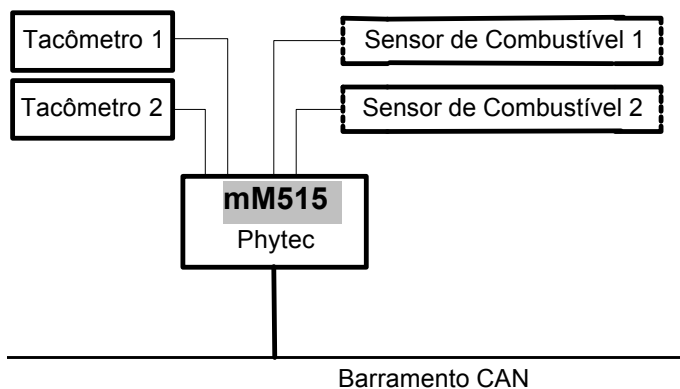 Tacômetro 1
Sensor de Combustível 1
Tacômetro 2
Sensor de Combustível 2
mM515
Phytec
Barramento CAN